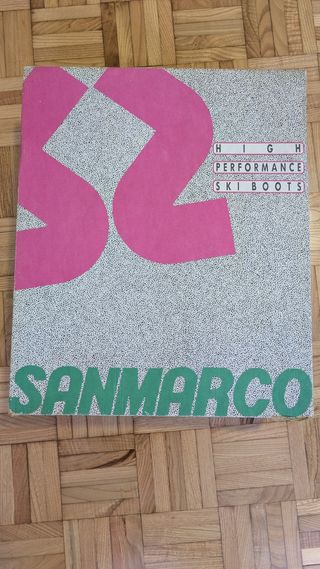 HIGH
PERFORMANCE
SKI BOOTS
SANMARCO